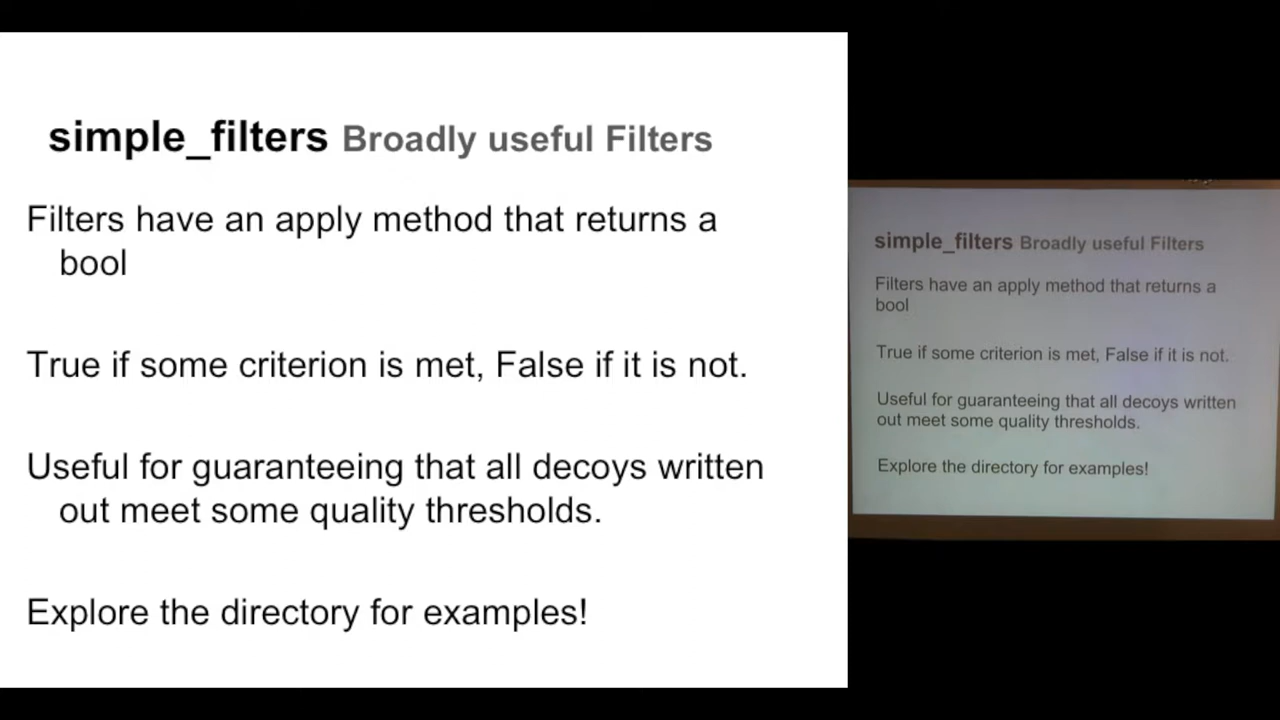 simple_filters Broadly useful Filters
Filters have an apply method that returns a
bool
True if some criterion is met, False if it is not.
Useful for guaranteeing that all decoys written
out meet some quality thresholds.
Explore the directory for examples!
simple_filters Broadly useful Filters
Filters have an apply method that returns a
bool
True if some criterion is met, False if it is not.
Useful for guaranteeing that all decoys written
out meet some quality thresholds.
Explore the directory for examples!